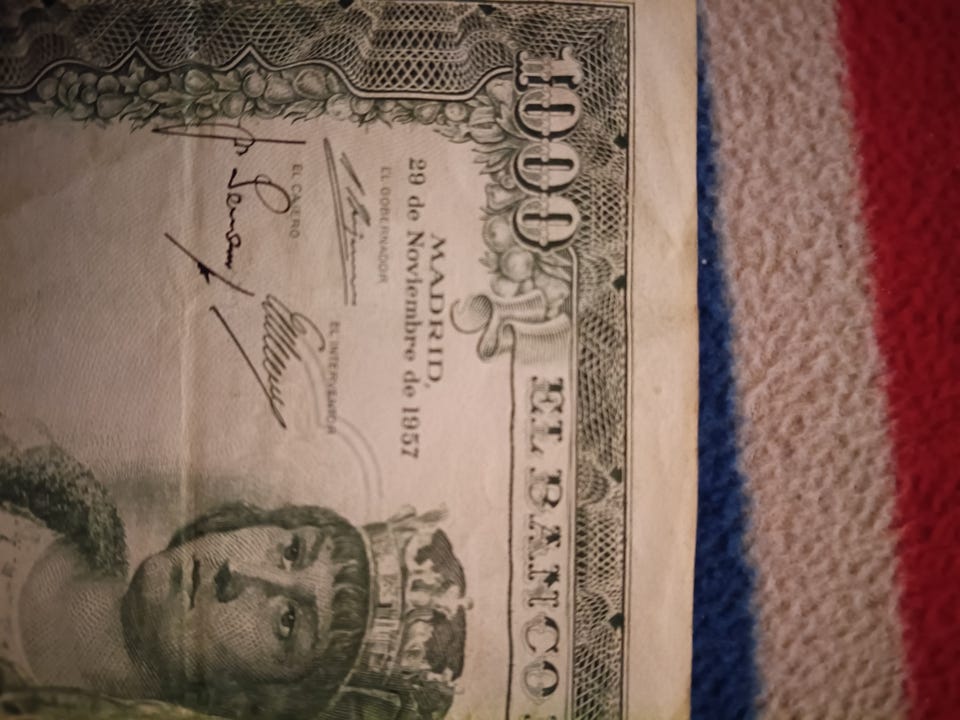 1000
EL BANCO
MADRID,
29 de Noviembre de 1957
EL GOBERNADOR
EL INTERVENTOR
EL CAJERO